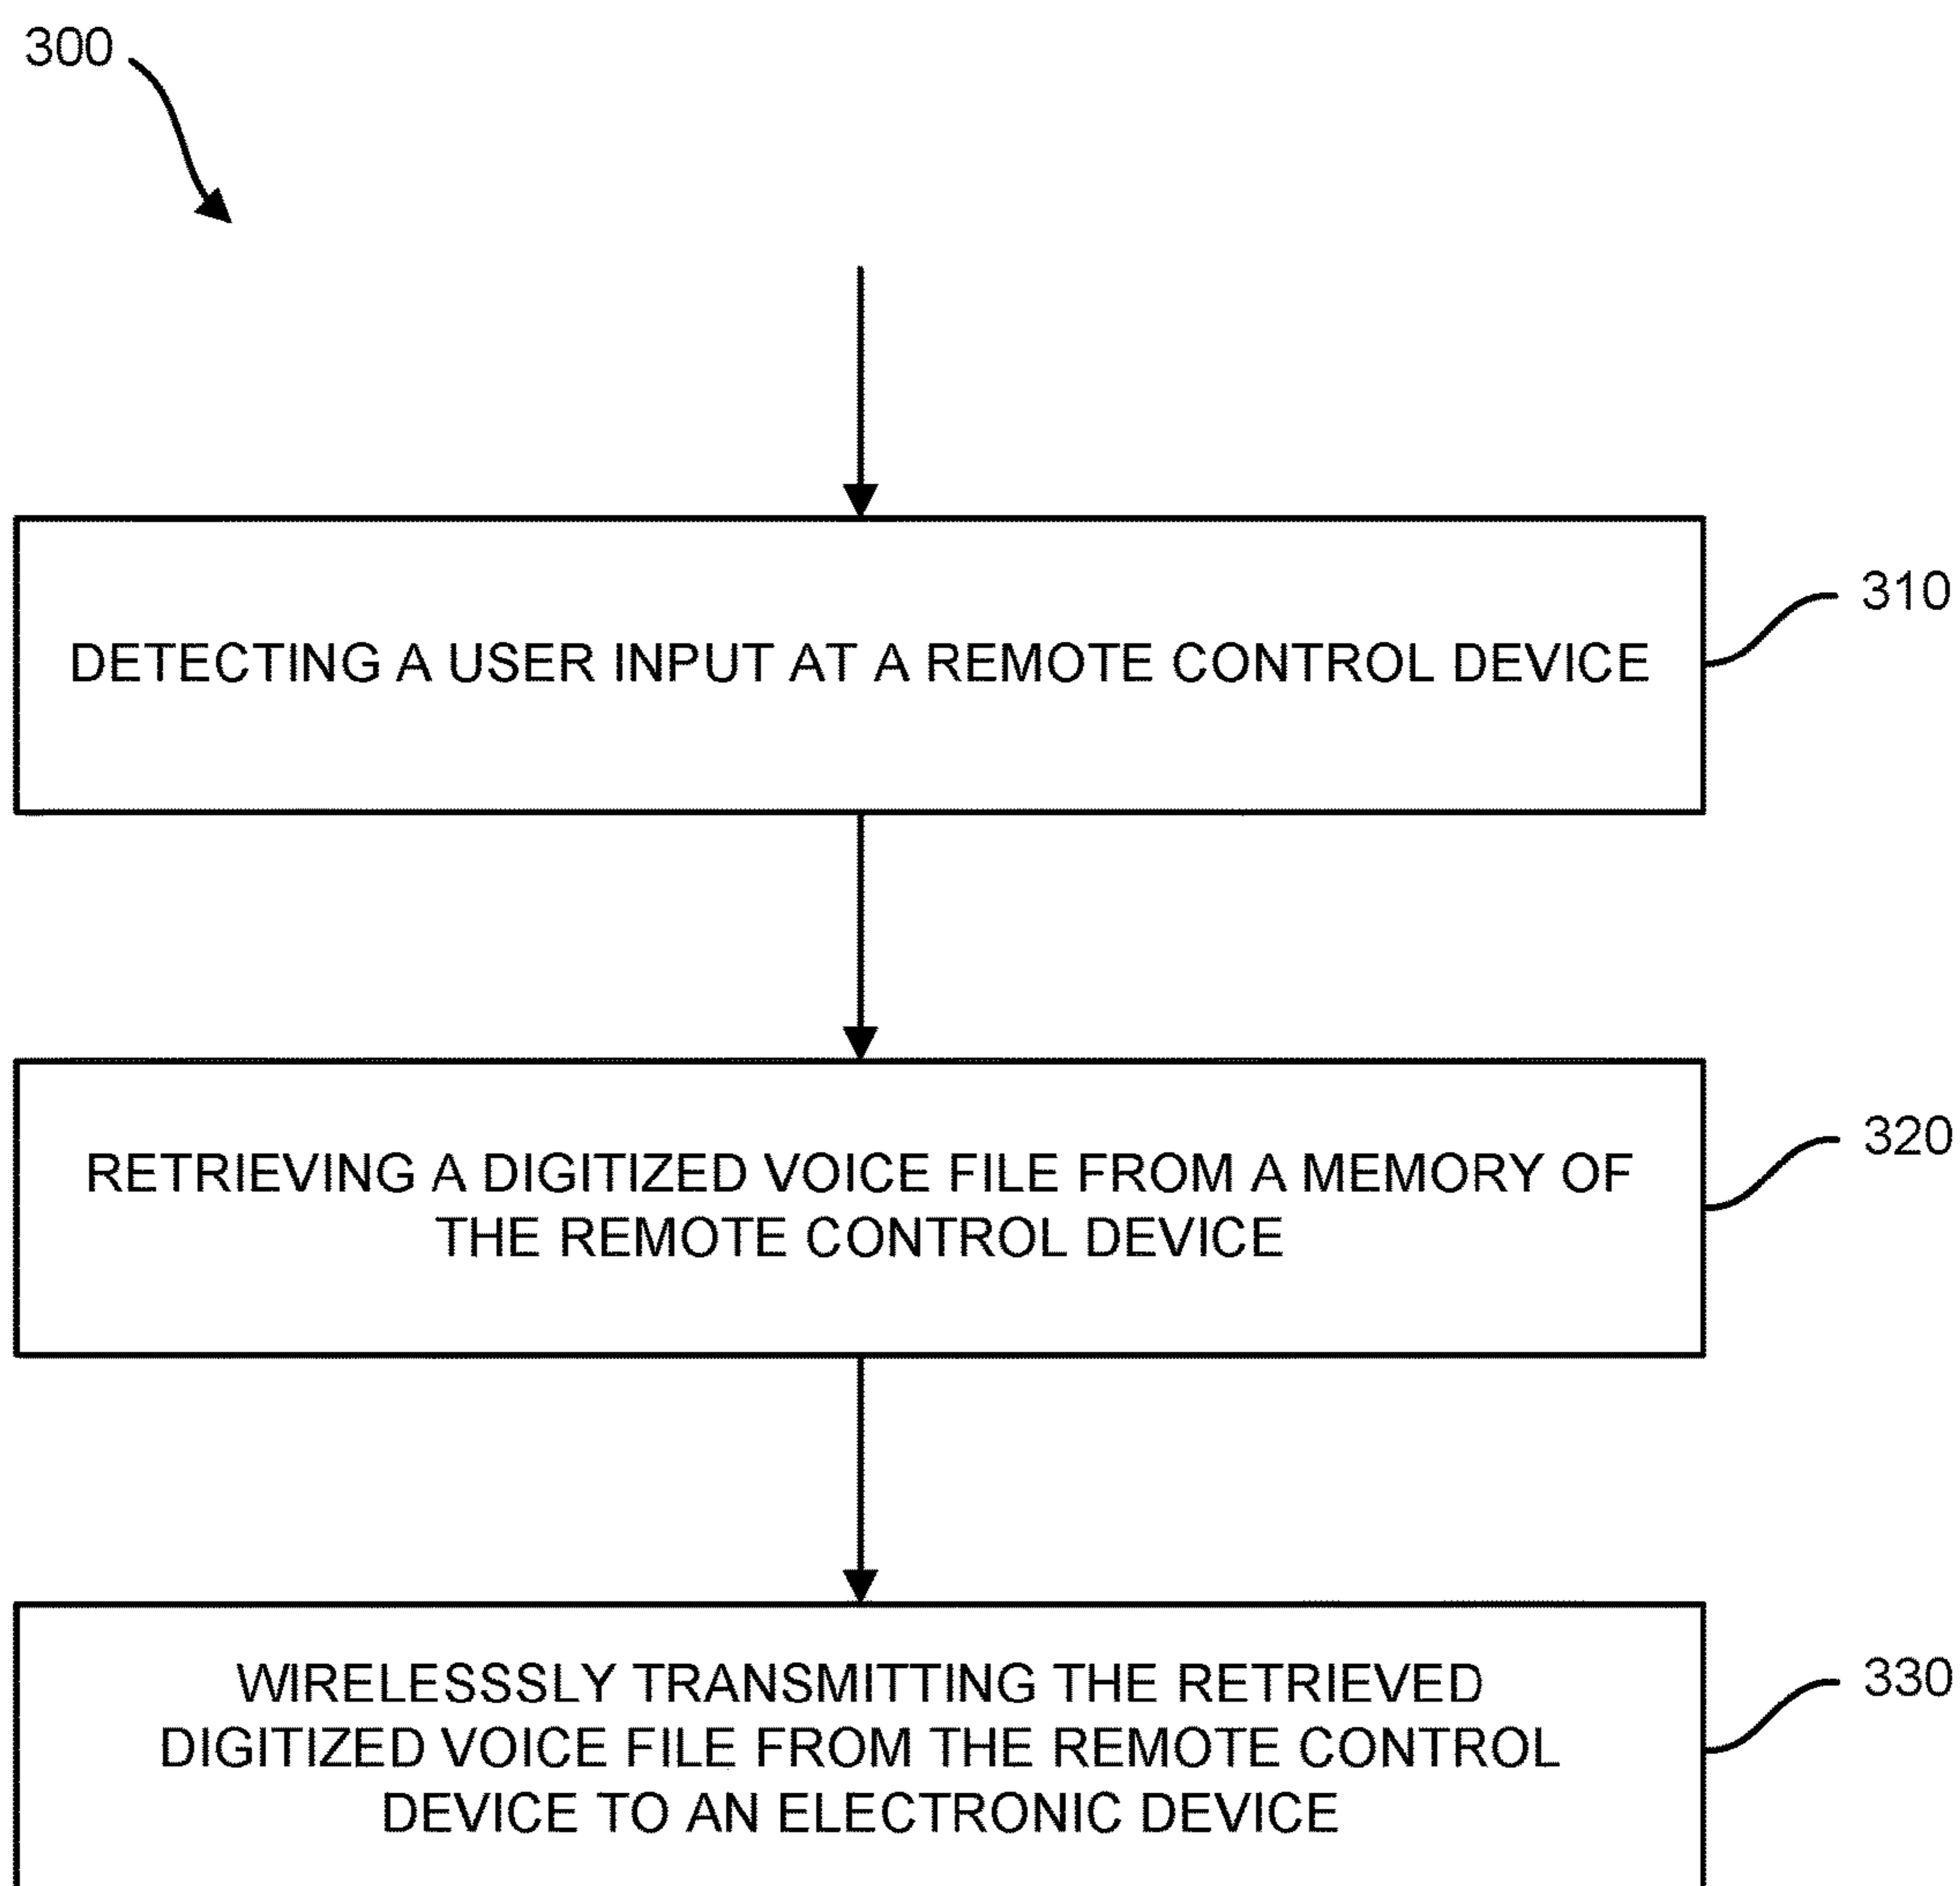 300
DETECTING A USER INPUT AT A REMOTE CONTROL DEVICE
310
RETRIEVING A DIGITIZED VOICE FILE FROM A MEMORY OF
THE REMOTE CONTROL DEVICE
320
WIRELESSSLY TRANSMITTING THE RETRIEVED
DIGITIZED VOICE FILE FROM THE REMOTE CONTROL
DEVICE TO AN ELECTRONIC DEVICE
330